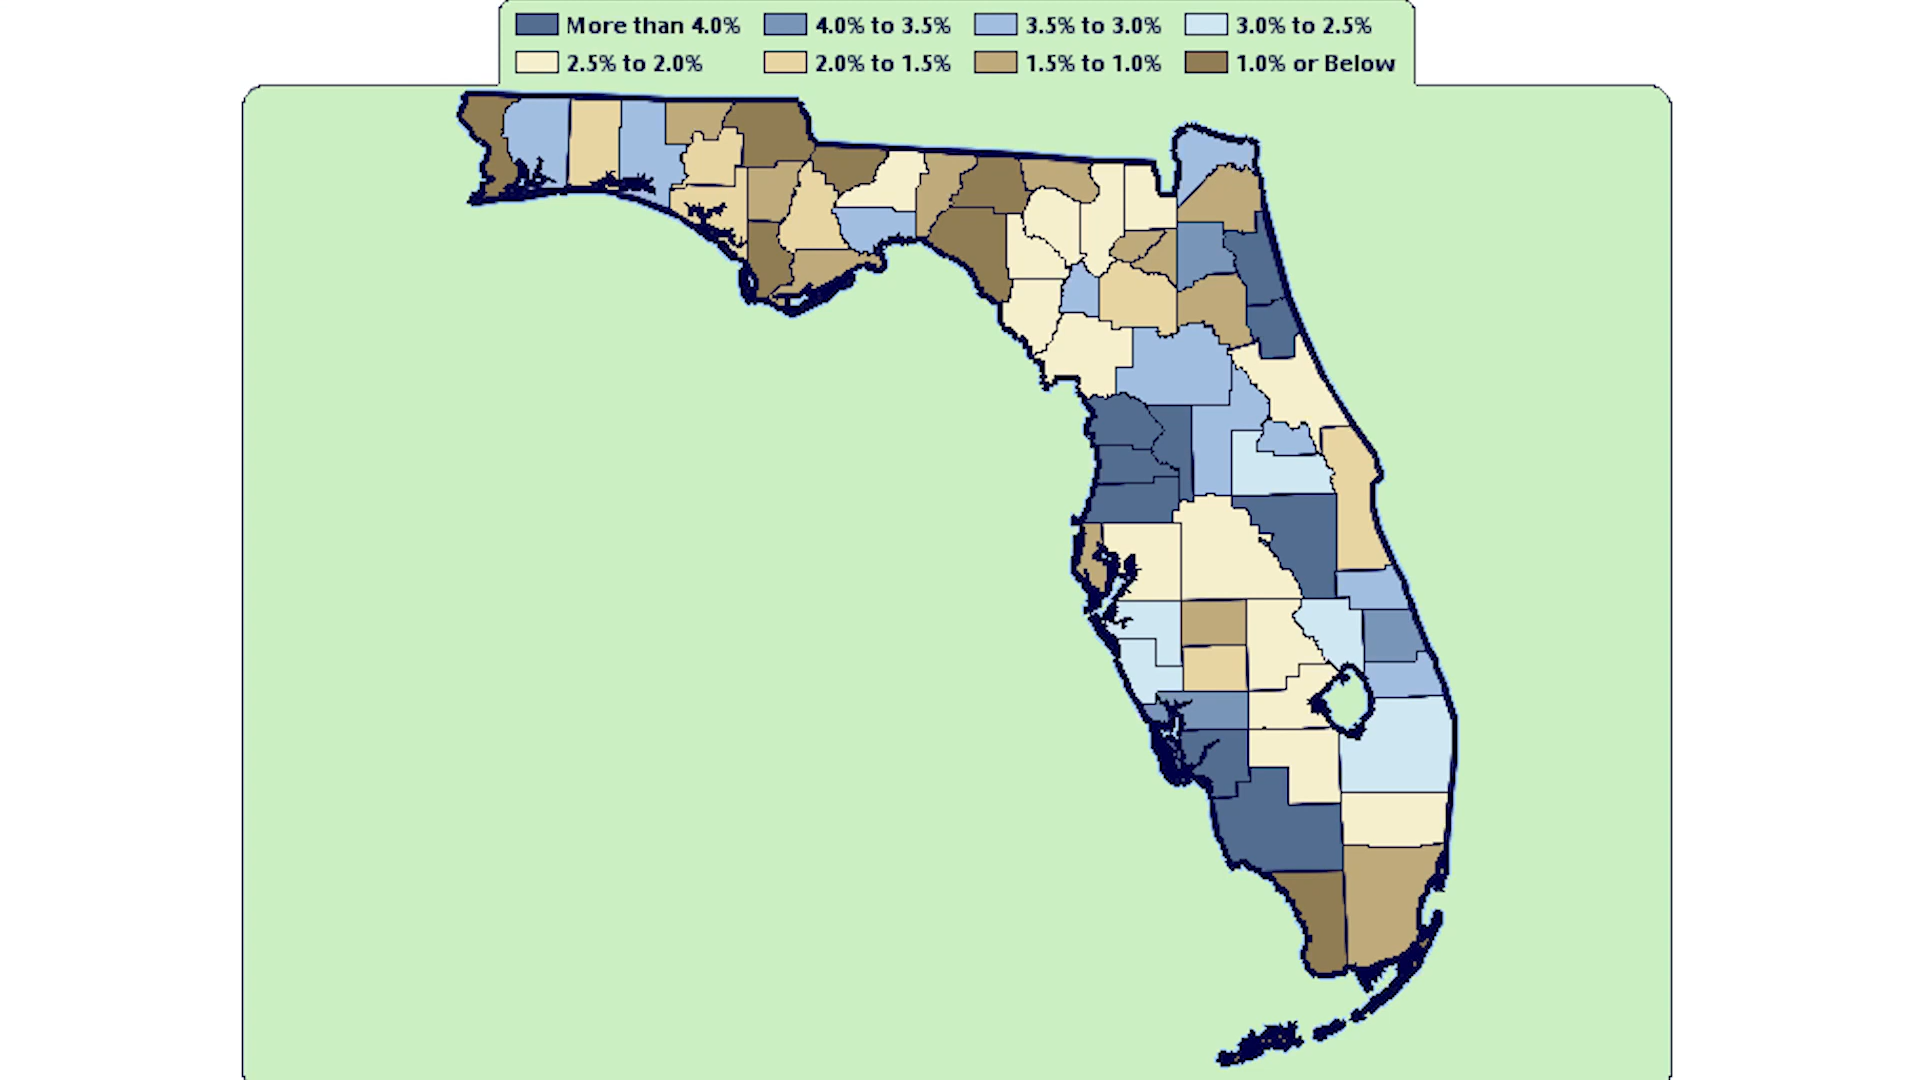 More than 4.0% 4.0% to 3.5% 3.5% to 3.0% 3.0% to 2.5%
2.5% to 2.0% 2.0% to 1.5% 1.5% to 1.0% 1.0% or Below